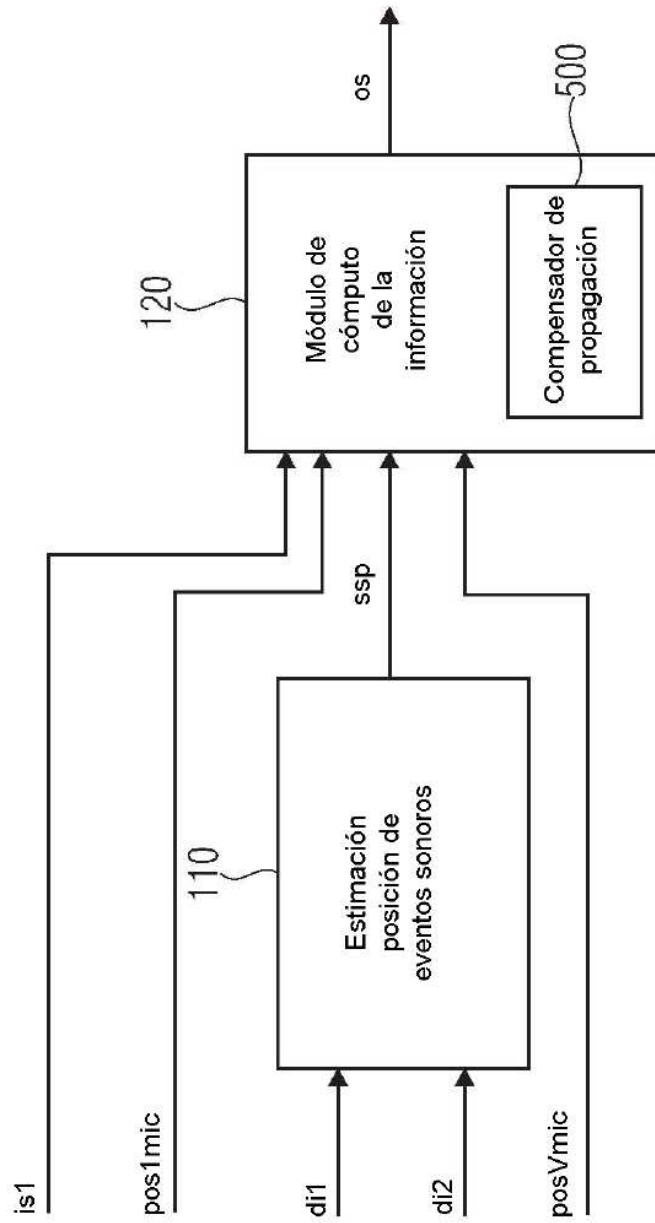 is1
pos1mic
di1
di2
posVmic
110
Estimación
posición de
eventos sonoros
ssp
120
Módulo de
cómputo
de la
información
Compensador de
propagación
500
os